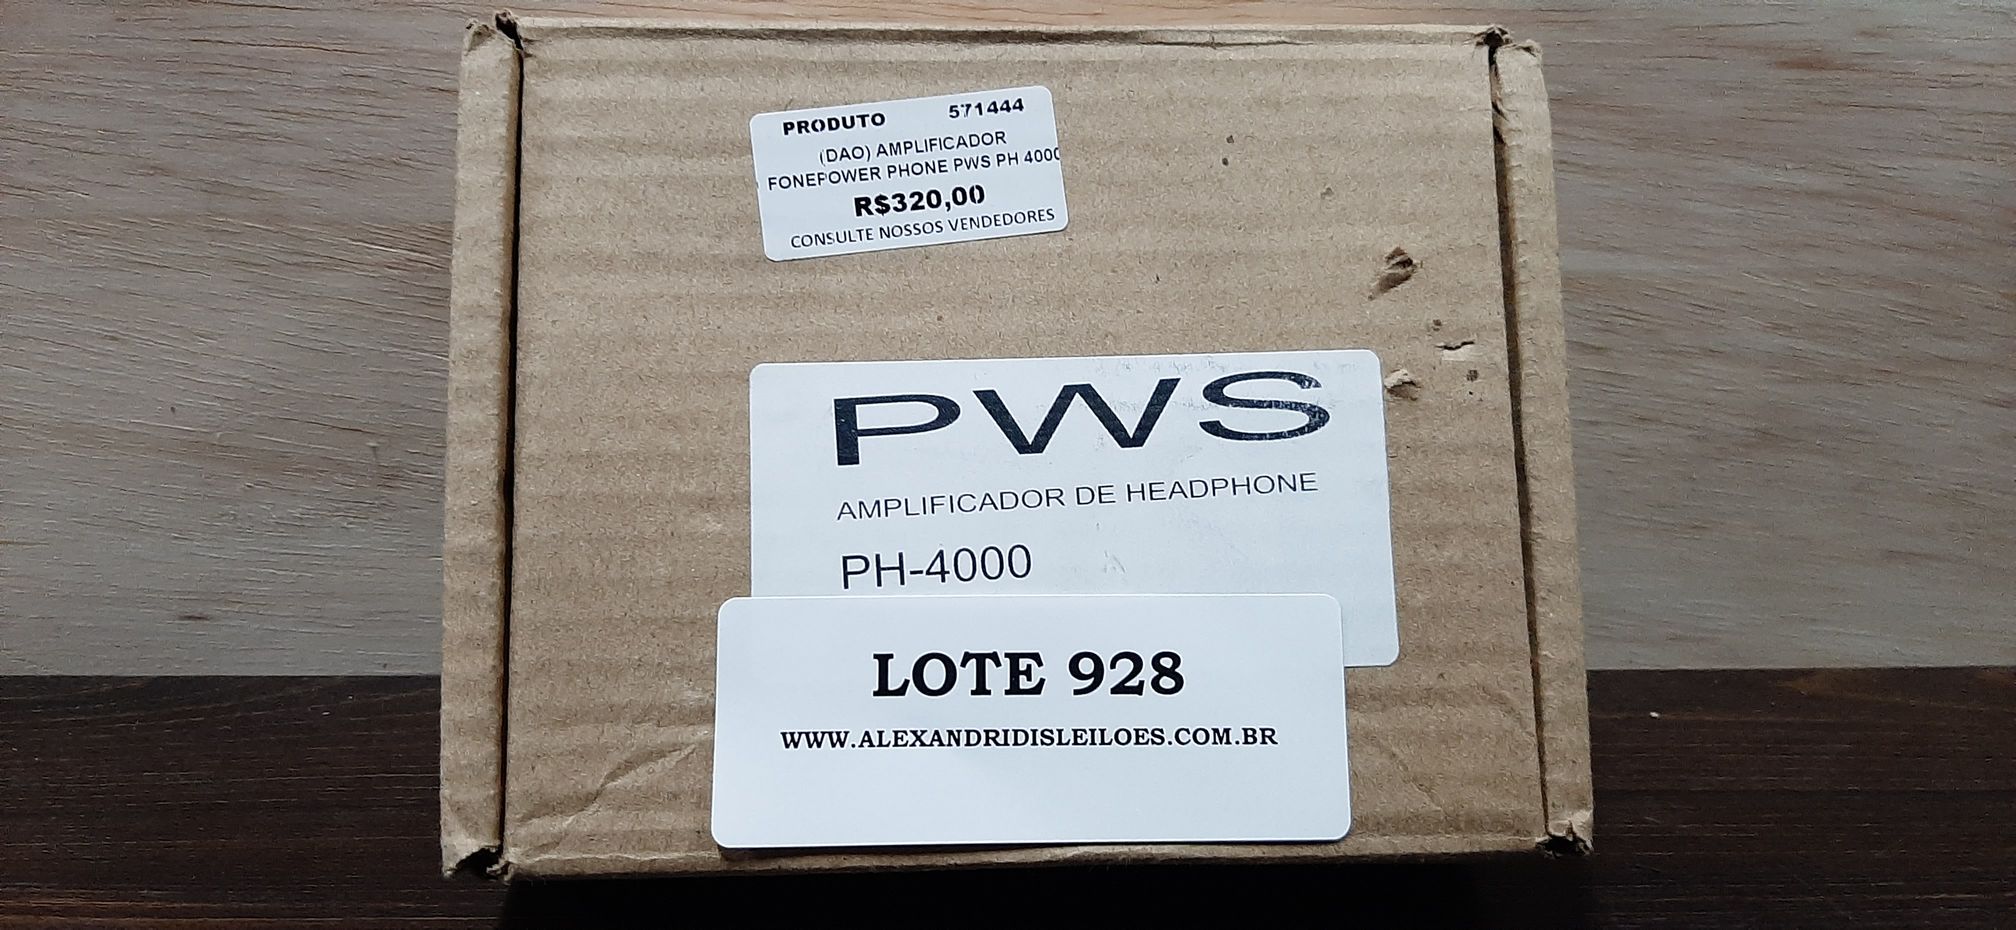 PRODUTO 571444
(DAO) AMPLIFICADOR
FONEPOWER PHONE PWS PH 4000
R$320,00
CONSULTE NOSSOS VENDEDORES
PWS
AMPLIFICADOR DE HEADPHONE
PH-4000
LOTE 928
WWW.ALEXANDRIDISLEILOES.COM.BR